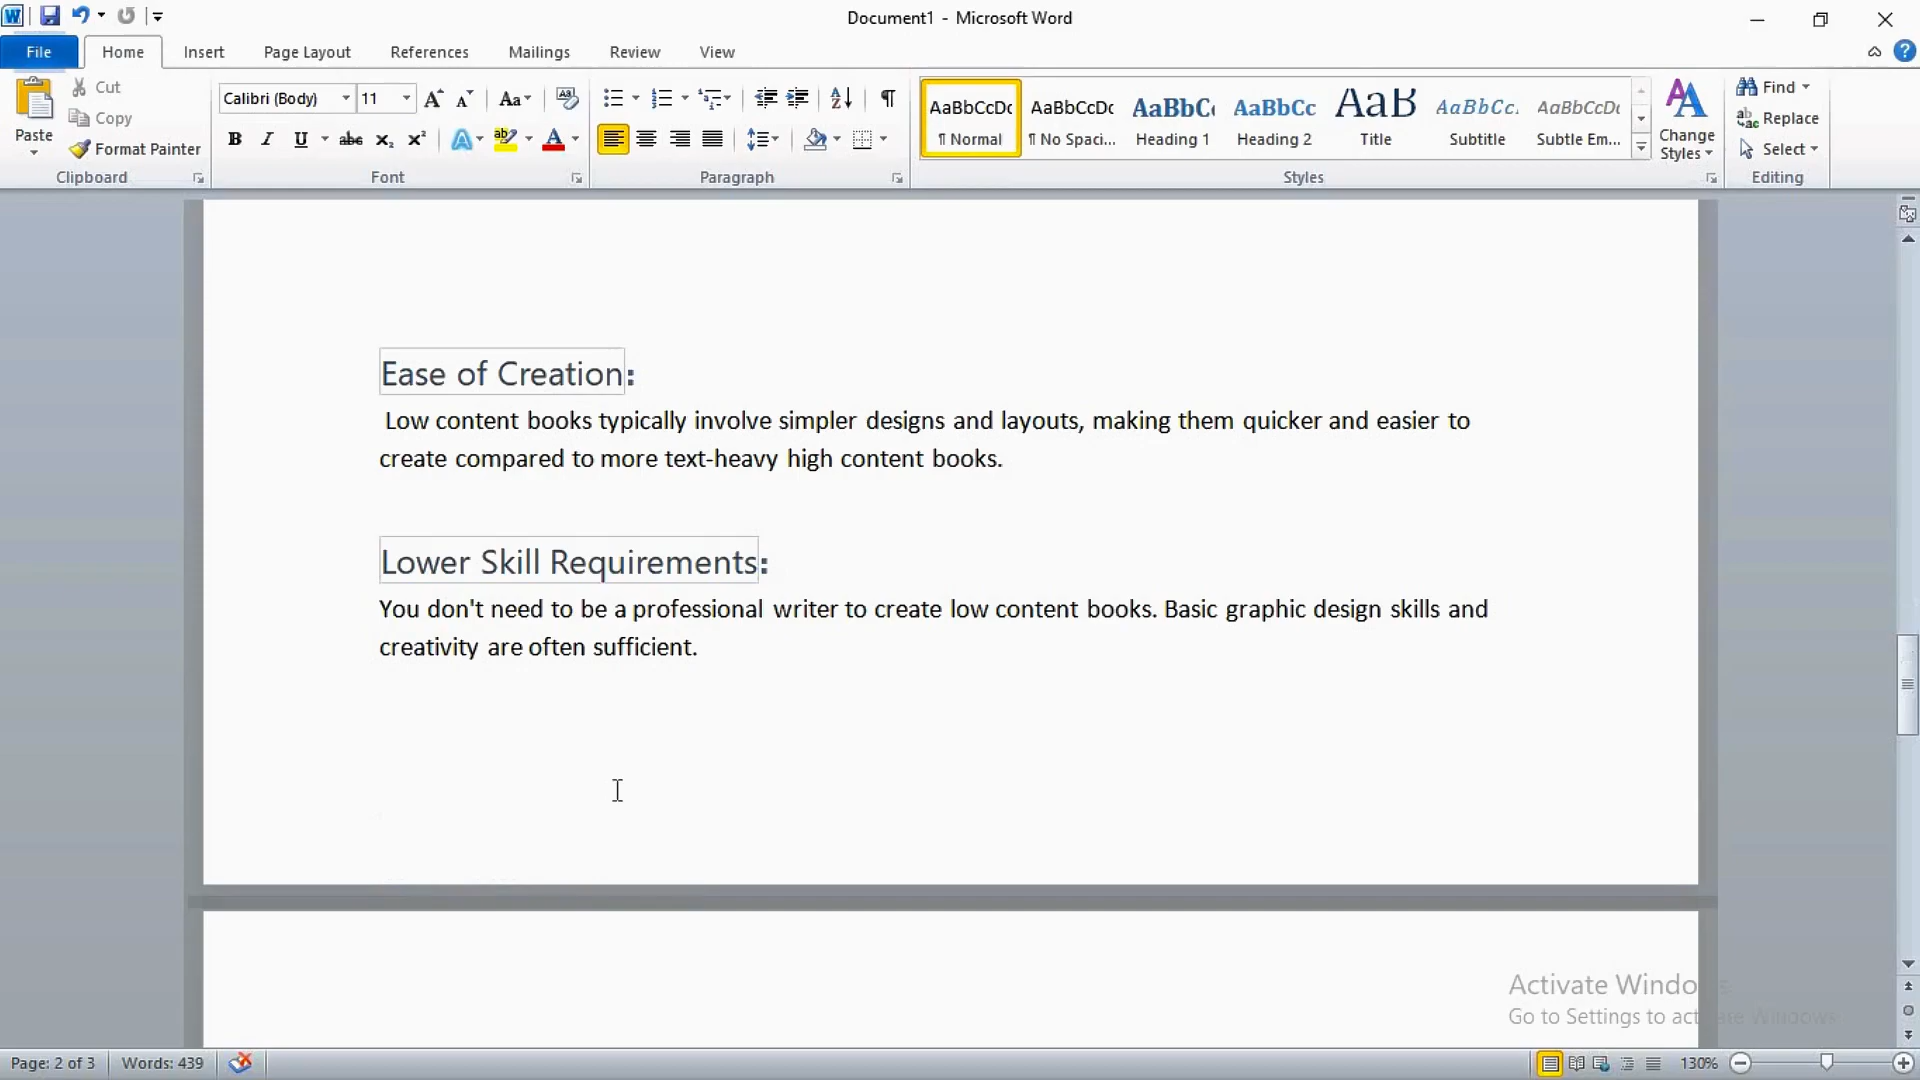 Document1 - Microsoft Word
File Home Insert Page Layout References Mailings Review View
Paste
Cut
Copy
Format Painter
Clipboard
Calibri (Body) 11
Font
Paragraph
AaBbCcDc AaBbCcDc AaBbC AaBbCc AaB AaBbCc. AaBbCcDc
¶ Normal ¶ No Spaci... Heading 1 Heading 2 Title Subtitle Subtle Em...
Change
Styles
Styles
Find
Replace
Select
Editing
Ease of Creation:
Low content books typically involve simpler designs and layouts, making them quicker and easier to
create compared to more text-heavy high content books.
Lower Skill Requirements:
You don't need to be a professional writer to create low content books. Basic graphic design skills and
creativity are often sufficient.
Activate Windows
Go to Settings to activate Windows.
Page: 2 of 3 Words: 439 130%